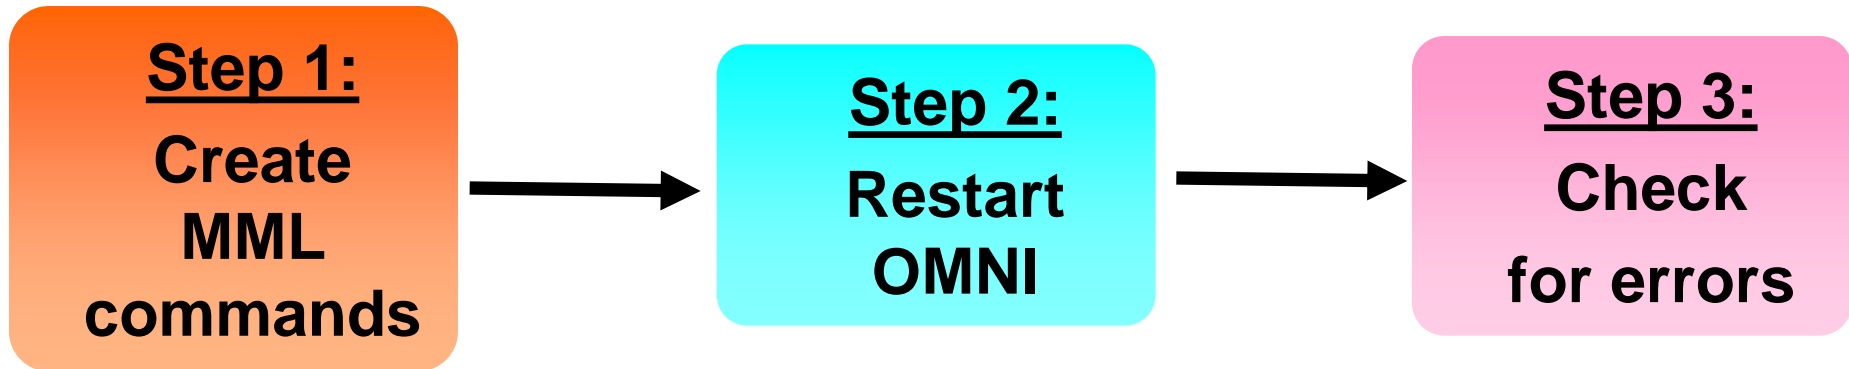 Step 1:
Create
MML
commands
Step 2:
Restart
OMNI
Step 3:
Check
for errors